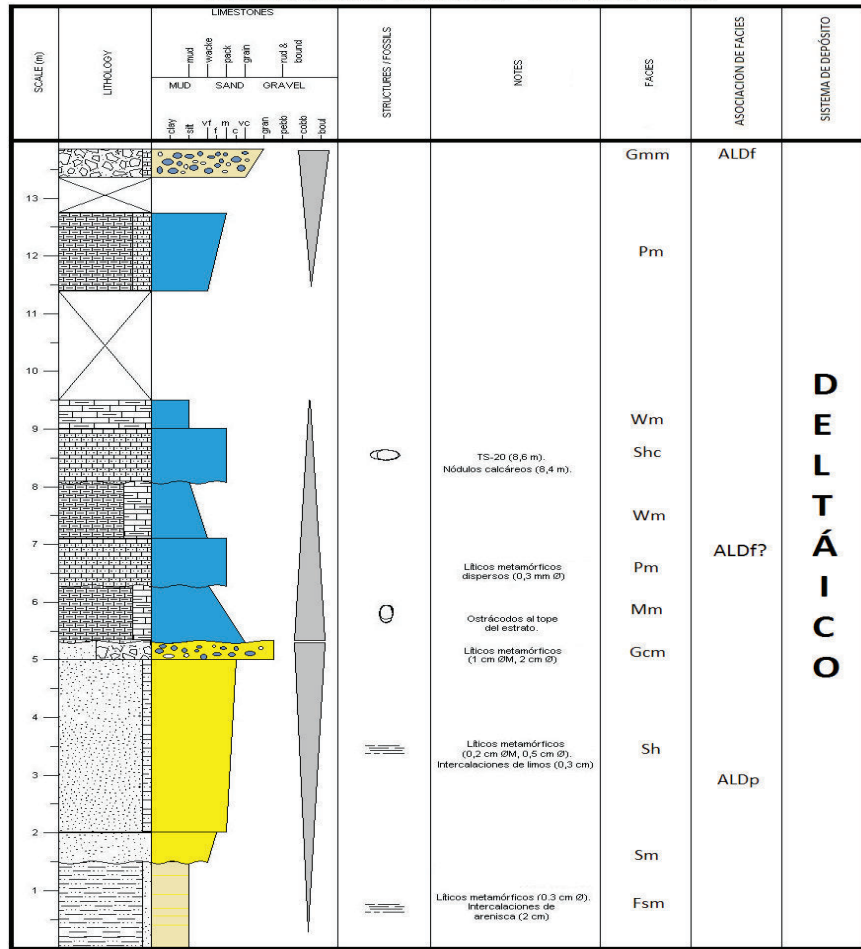 LIMESTONES
SCALE (m)
LITHOLOGY
mud
wacke
pack
grain
rud &
bound
MUD SAND GRAVEL
clay
silt
vf
f
m
c
vc
gran
pebb
cobb
boul
STRUCTURES / FOSSILS
NOTES
FACIES
ASOCIACIÓN DE FACIES
SISTEMA DE DEPÓSITO
Gmm ALDf
13
Pm
12
11
10
Wm
9
Shc
TS-20 (8,6 m).
Nódulos calcáreos (8,4 m).
8
Wm
7
ALDf?
Líticos metamórficos
dispersos (0,3 mm Ø)
Pm
6
Mm
Ostrácodos al tope
del estrato.
5
Líticos metamórficos
(1 cm ØM, 2 cm Ø)
Gcm
4
Líticos metamórficos
(0,2 cm ØM, 0,5 cm Ø).
Intercalaciones de limos (0,3 cm)
Sh
3
ALDp
2
Sm
1
Líticos metamórficos (0.3 cm Ø).
Intercalaciones de
arenisca (2 cm)
Fsm
DELTÁICO